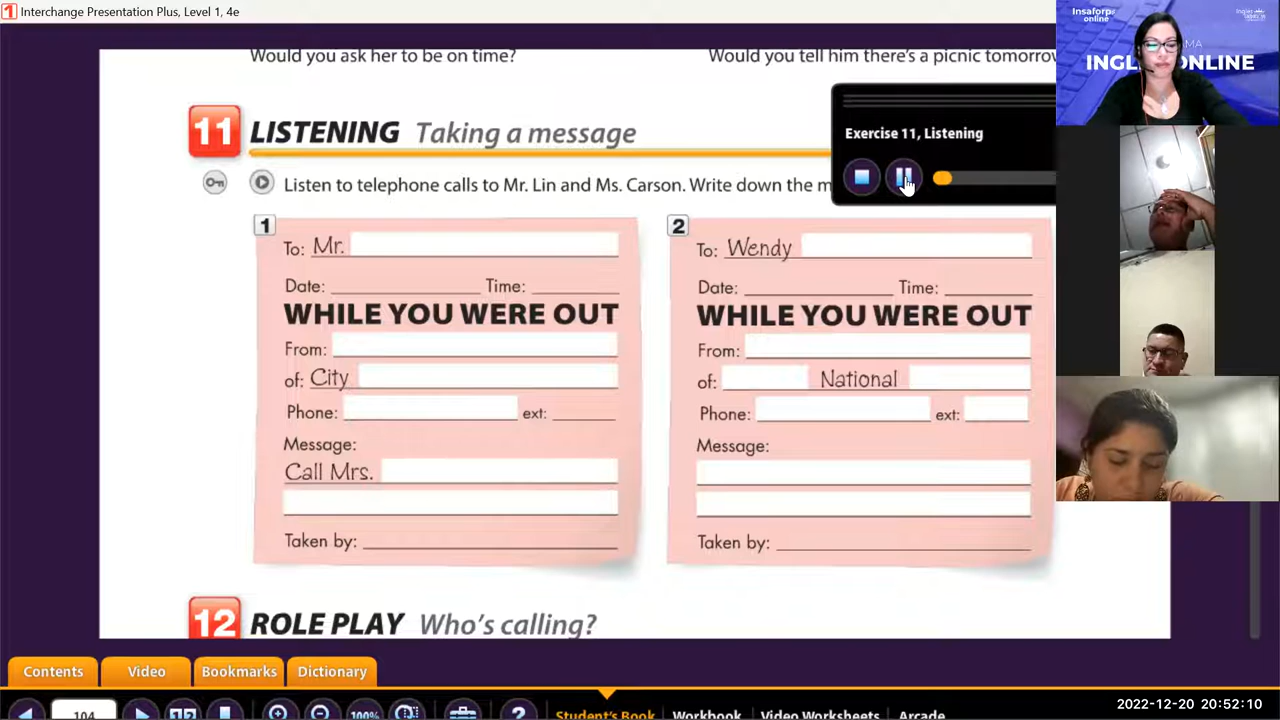 Interchange Presentation Plus, Level 1, 4e
Would you ask her to be on time?
Would you tell him there's a picnic tomorrow
11 LISTENING Taking a message
Exercise 11, Listening
Listen to telephone calls to Mr. Lin and Ms. Carson. Write down the m
1
To: Mr.
Date: Time:
WHILE YOU WERE OUT
From:
of: City
Phone: ext:
Message:
Call Mrs.
Taken by:
2
To: Wendy
Date: Time:
WHILE YOU WERE OUT
From:
of: National
Phone: ext:
Message:
Taken by:
12 ROLE PLAY Who's calling?
Contents Video Bookmarks Dictionary
104
100%
?
Student's Book Workbook Video Worksheets Arcade
Insaforp
online
INGL ONLINE
2022-12-20 20:52:10